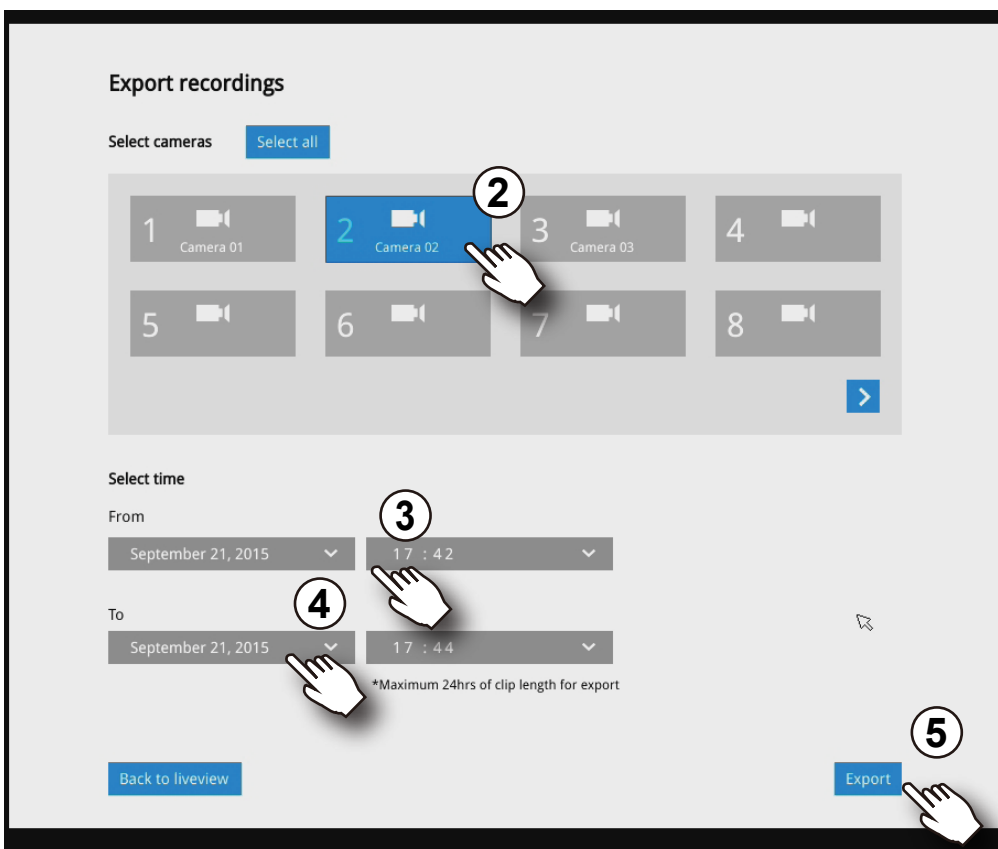 Export recordings
Select cameras Select all
2
1 Camera 01
2 Camera 02
3 Camera 03
4
5
6
7
8
Select time
From
3
September 21, 2015 17 : 42
4
To
September 21, 2015 17 : 44
*Maximum 24hrs of clip length for export
5
Back to liveview Export